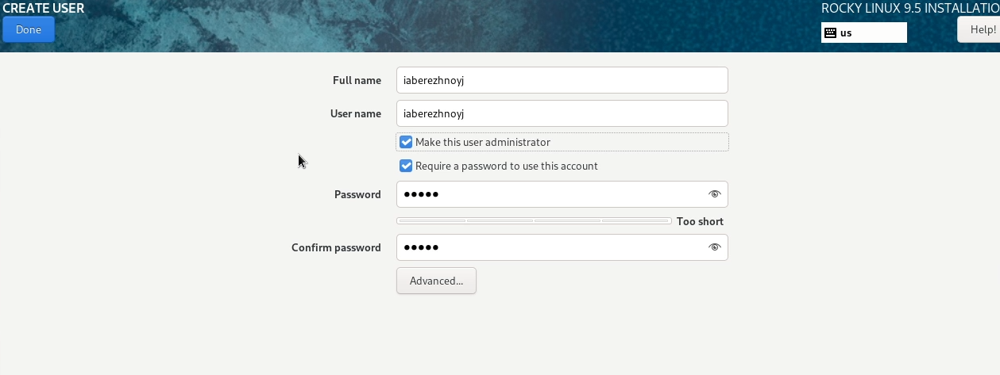 CREATE USER
ROCKY LINUX 9.5 INSTALLATIO
Done
us
Help!
Full name
iaberezhnoyj
User name
iaberezhnoyj
Make this user administrator
Require a password to use this account
Password
●●●●●
Too short
Confirm password
●●●●●
Advanced...